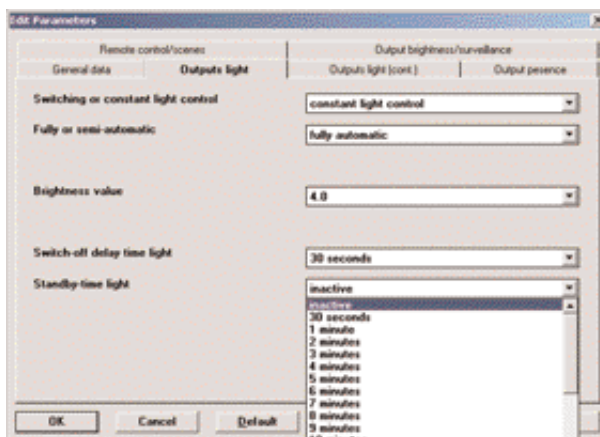 Edit Parameters
Remote control/scenes
Output brightness/surveillance
General data
Outputs light
Outputs light (cont.)
Output pesence
Switching or constant light control
constant light control
Fully or semi-automatic
fully automatic
Brightness value
4.0
Switch-off delay time light
30 seconds
Standby-time light
inactive
inactive
30 seconds
1 minute
2 minutes
3 minutes
4 minutes
5 minutes
6 minutes
7 minutes
8 minutes
9 minutes
OK
Cancel
Default